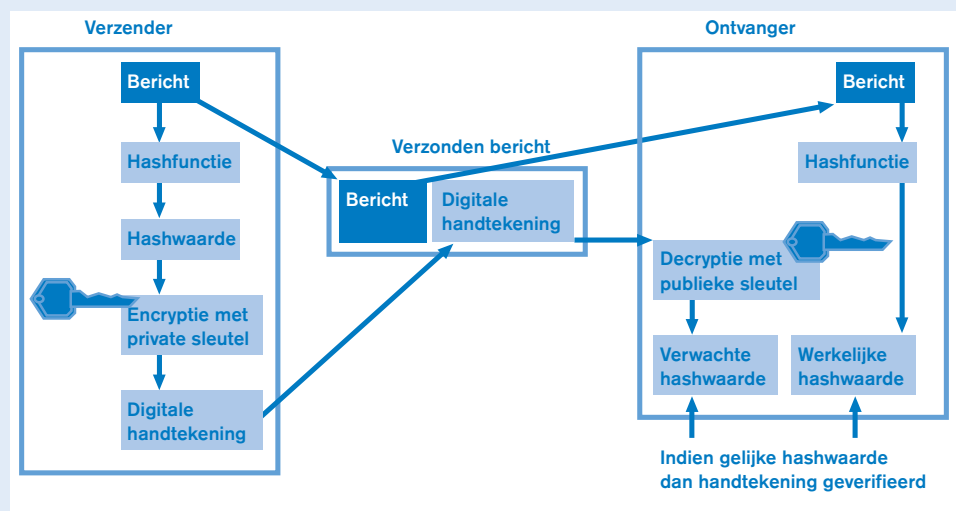 Verzender
Bericht
Hashfunctie
Hashwaarde
Encryptie met
private sleutel
Digitale
handtekening
Verzonden bericht
Bericht
Digitale
handtekening
Ontvanger
Bericht
Hashfunctie
Decryptie met
publieke sleutel
Verwachte
hashwaarde
Werkelijke
hashwaarde
Indien gelijke hashwaarde
dan handtekening geverifieerd